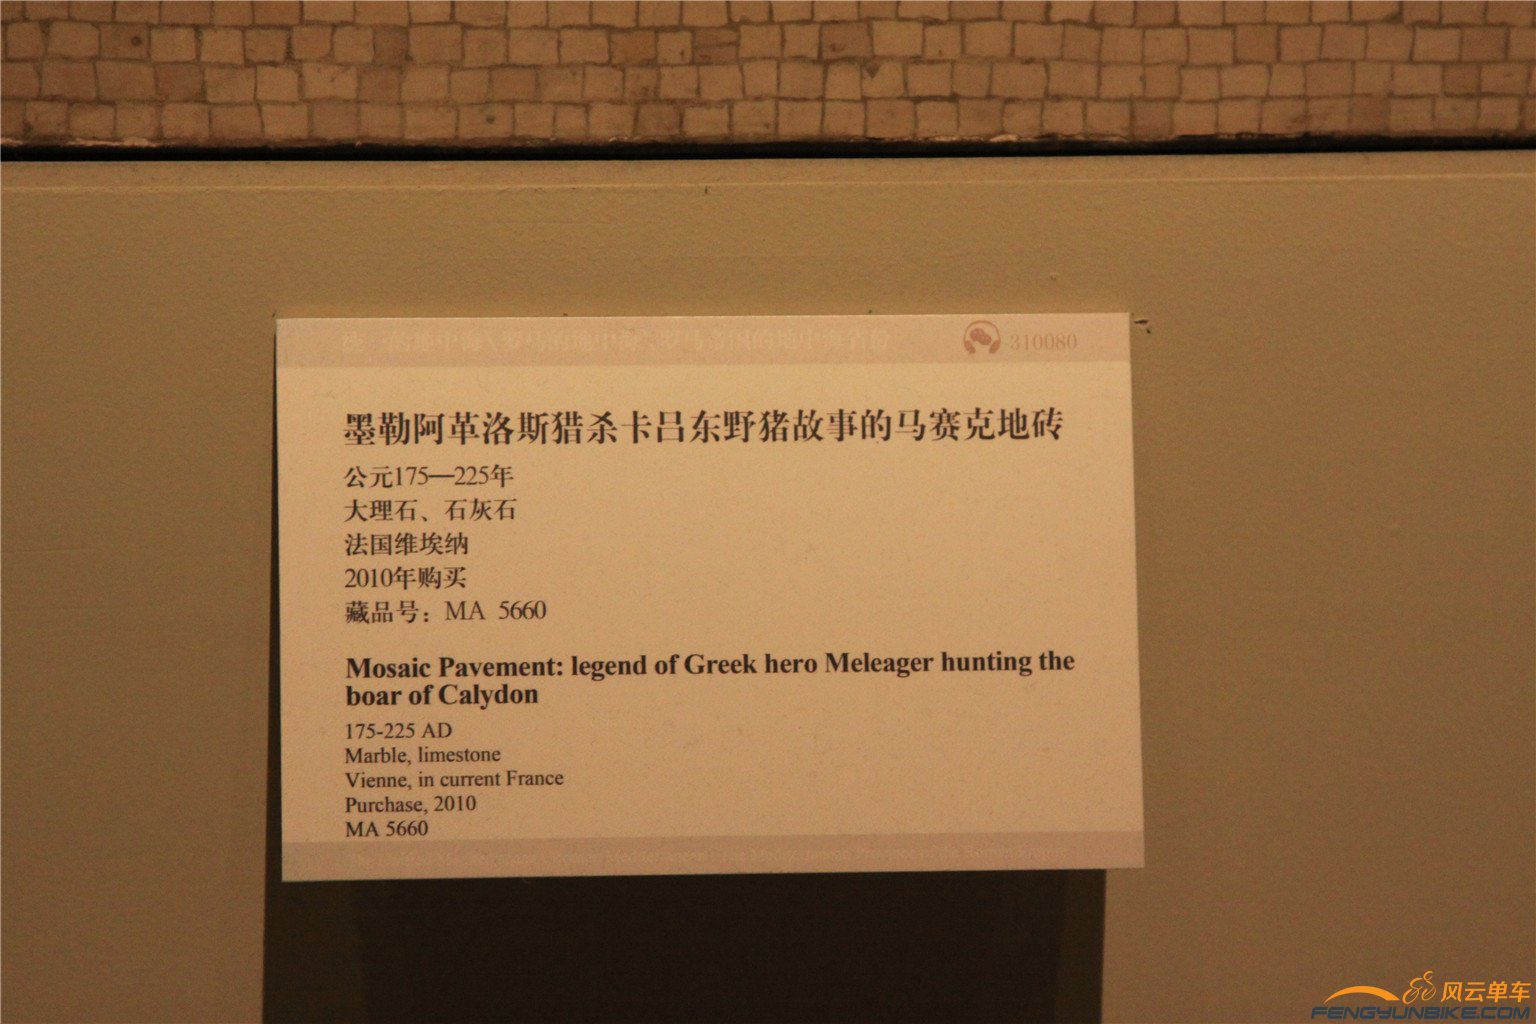 310080
墨勒阿革洛斯猎杀卡吕东野猪故事的马赛克地砖
公元175—225年
大理石、石灰石
法国维埃纳
2010年购买
藏品号：MA 5660
Mosaic Pavement: legend of Greek hero Meleager hunting the
boar of Calydon
175-225 AD
Marble, limestone
Vienne, in current France
Purchase, 2010
MA 5660
风云单车
FENGYUNBIKE.COM